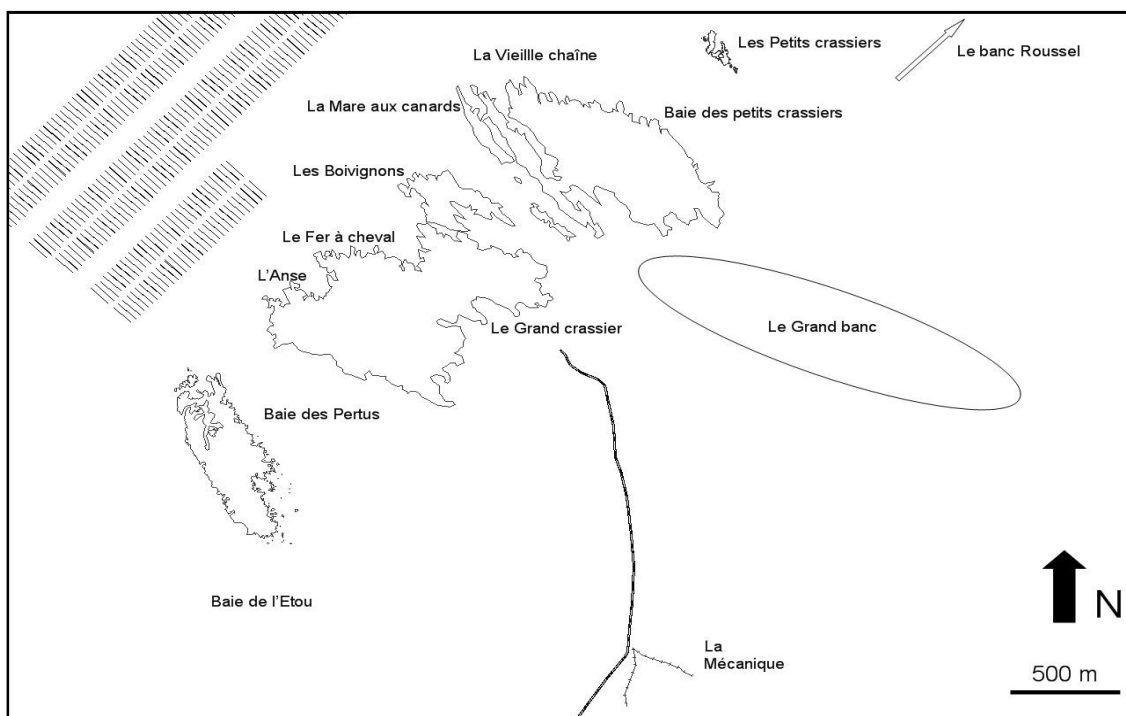 Les Petits crassiers
Le banc Roussel
La Vieillle chaîne
La Mare aux canards
Baie des petits crassiers
Les Boivignons
Le Fer à cheval
L'Anse
Le Grand crassier
Le Grand banc
Baie des Pertus
Baie de l'Etou
La
Mécanique
N
500 m